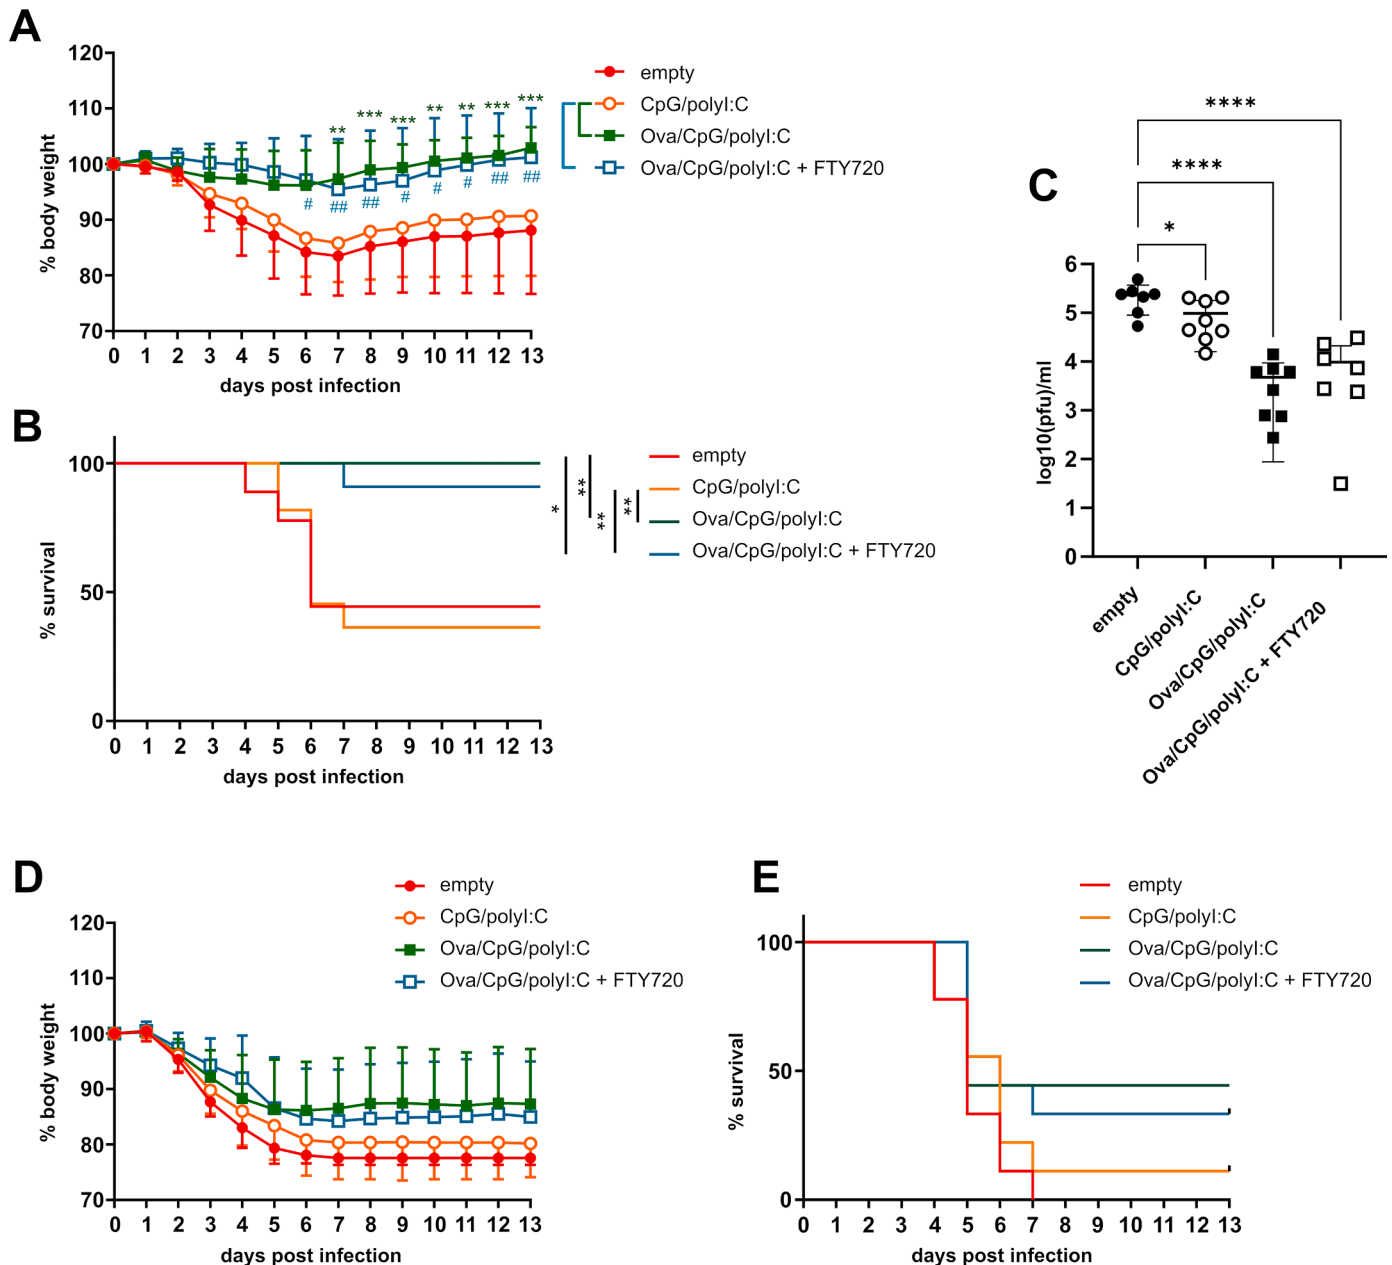 A
120
110
100
90
80
70
% body weight
0 1 2 3 4 5 6 7 8 9 10 11 12 13
days post infection
** *** *** ** ** *** ***
# ## ## # # # ## ##
empty
CpG/polyI:C
Ova/CpG/polyI:C
Ova/CpG/polyI:C + FTY720
B
100
50
0
% survival
0 1 2 3 4 5 6 7 8 9 10 11 12 13
days post infection
* ** ** **
empty
CpG/polyI:C
Ova/CpG/polyI:C
Ova/CpG/polyI:C + FTY720
C
****
****
*
6
5
4
3
2
1
0
log10(pfu)/ml
empty
CpG/polyI:C
Ova/CpG/polyI:C
Ova/CpG/polyI:C + FTY720
D
empty
CpG/polyI:C
Ova/CpG/polyI:C
Ova/CpG/polyI:C + FTY720
120
110
100
90
80
70
% body weight
0 1 2 3 4 5 6 7 8 9 10 11 12 13
days post infection
E
empty
CpG/polyI:C
Ova/CpG/polyI:C
Ova/CpG/polyI:C + FTY720
100
50
0
% survival
0 1 2 3 4 5 6 7 8 9 10 11 12 13
days post infection